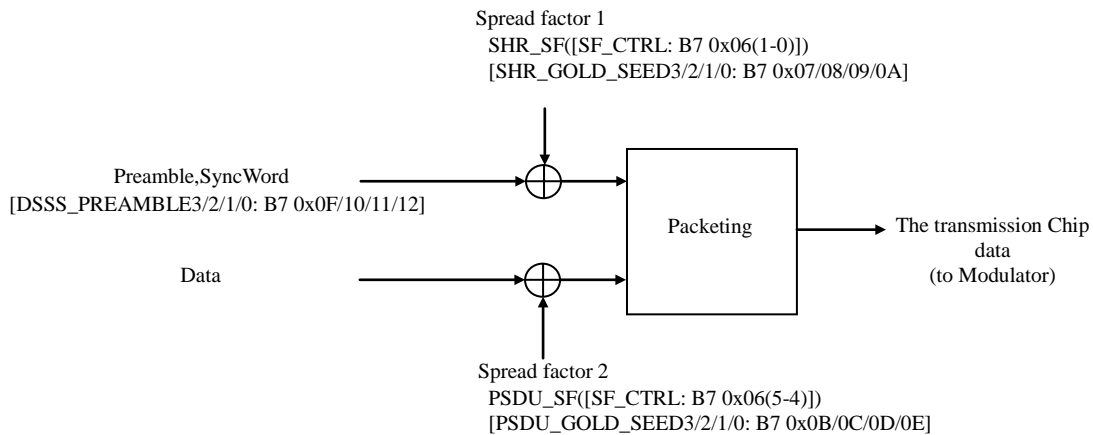 Spread factor 1
SHR_SF([SF_CTRL: B7 0x06(1-0)])
[SHR_GOLD_SEED3/2/1/0: B7 0x07/08/09/0A]
Preamble,SyncWord
[DSSS_PREAMBLE3/2/1/0: B7 0x0F/10/11/12]
Packeting
The transmission Chip
data
(to Modulator)
Data
Spread factor 2
PSDU_SF([SF_CTRL: B7 0x06(5-4)])
[PSDU_GOLD_SEED3/2/1/0: B7 0x0B/0C/0D/0E]